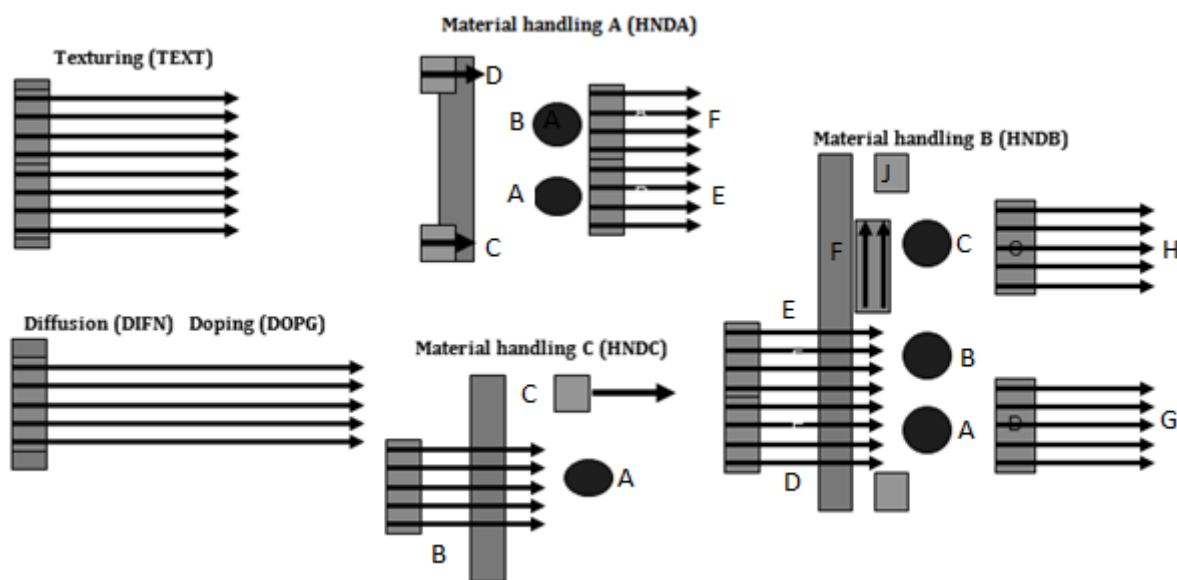 Material handling A (HNDA)
Texturing (TEXT)
D
B
A
F
A
E
C
Material handling B (HNDB)
J
F
C
H
E
Diffusion (DIFN) Doping (DOPG)
Material handling C (HNDC)
B
C
A
G
D
A
D
B